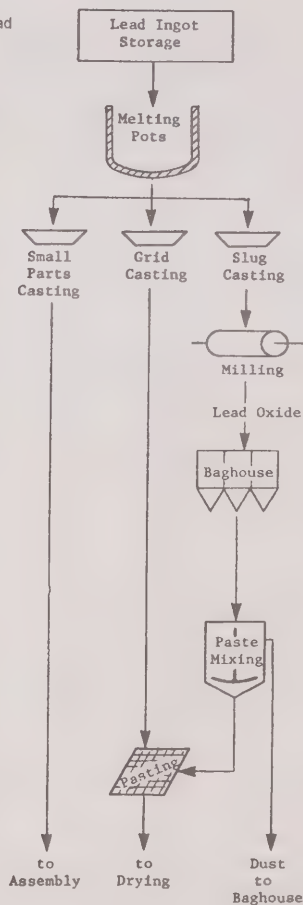 ad
Lead Ingot
Storage
Melting
Pots
Small
Parts
Casting
Grid
Casting
Slug
Casting
Milling
Lead Oxide
Baghouse
Paste
Mixing
Pasting
to
Assembly
to
Drying
Dust
to
Baghouse